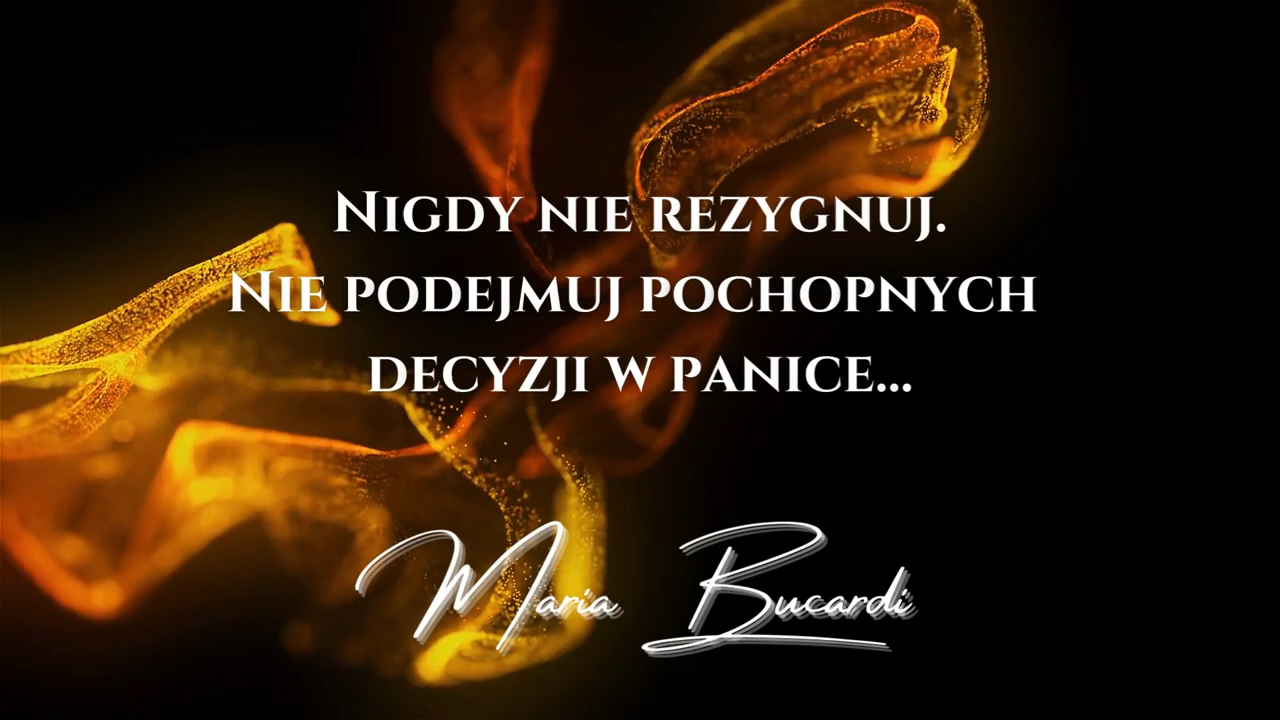 Nigdy nie rezygnuj.
Nie podejmuj pochopnych
decyzji w panice...
Maria Bucardi